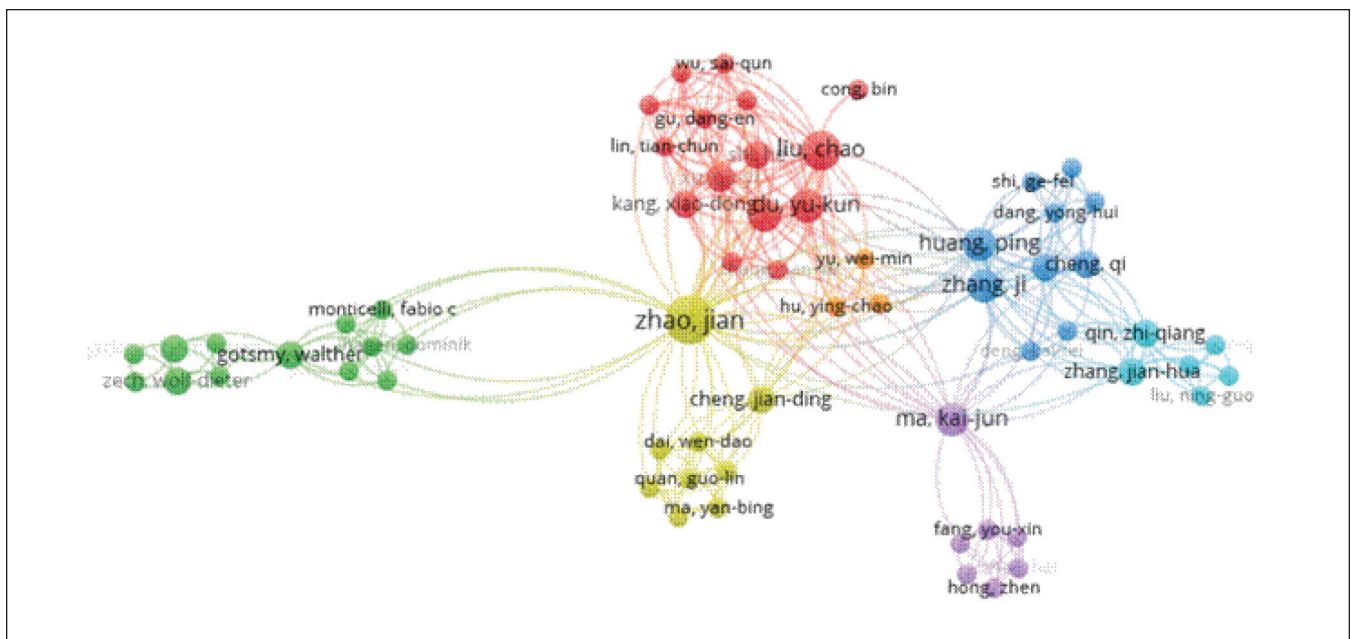 wu, sai-qun
cong, bin
gu, dang-en
lin, tian-chun
liu, chao
kang, xiao-dong
du, yu-kun
shi, ge-fei
dang, yong-hui
huang, ping
yu, wei-min
cheng, qi
zhang, ji
hu, ying-chao
monticelli, fabio c
zhao, jian
qin, zhi-qiang
gotsmy, walther
dominik
zech, wolf-dieter
zhang, jian-hua
liu, ning-guo
cheng, jian-ding
ma, kai-jun
dai, wen-dao
quan, guo-lin
ma, yan-bing
fang, you-xin
hong, zhen